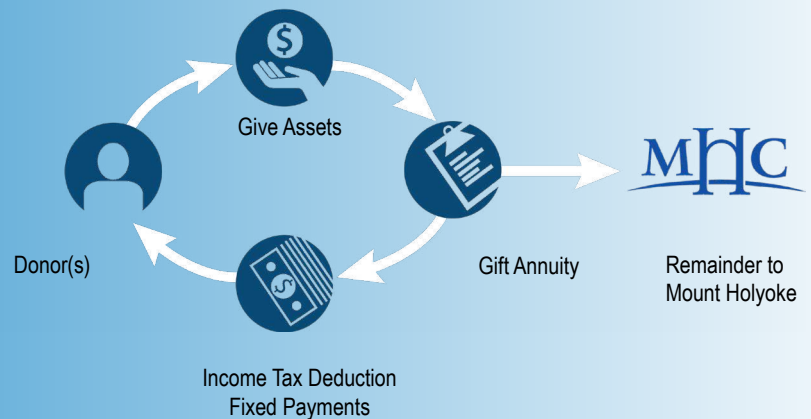 $
Give Assets
MHC
Donor(s)
Gift Annuity
Remainder to
Mount Holyoke
$
Income Tax Deduction
Fixed Payments